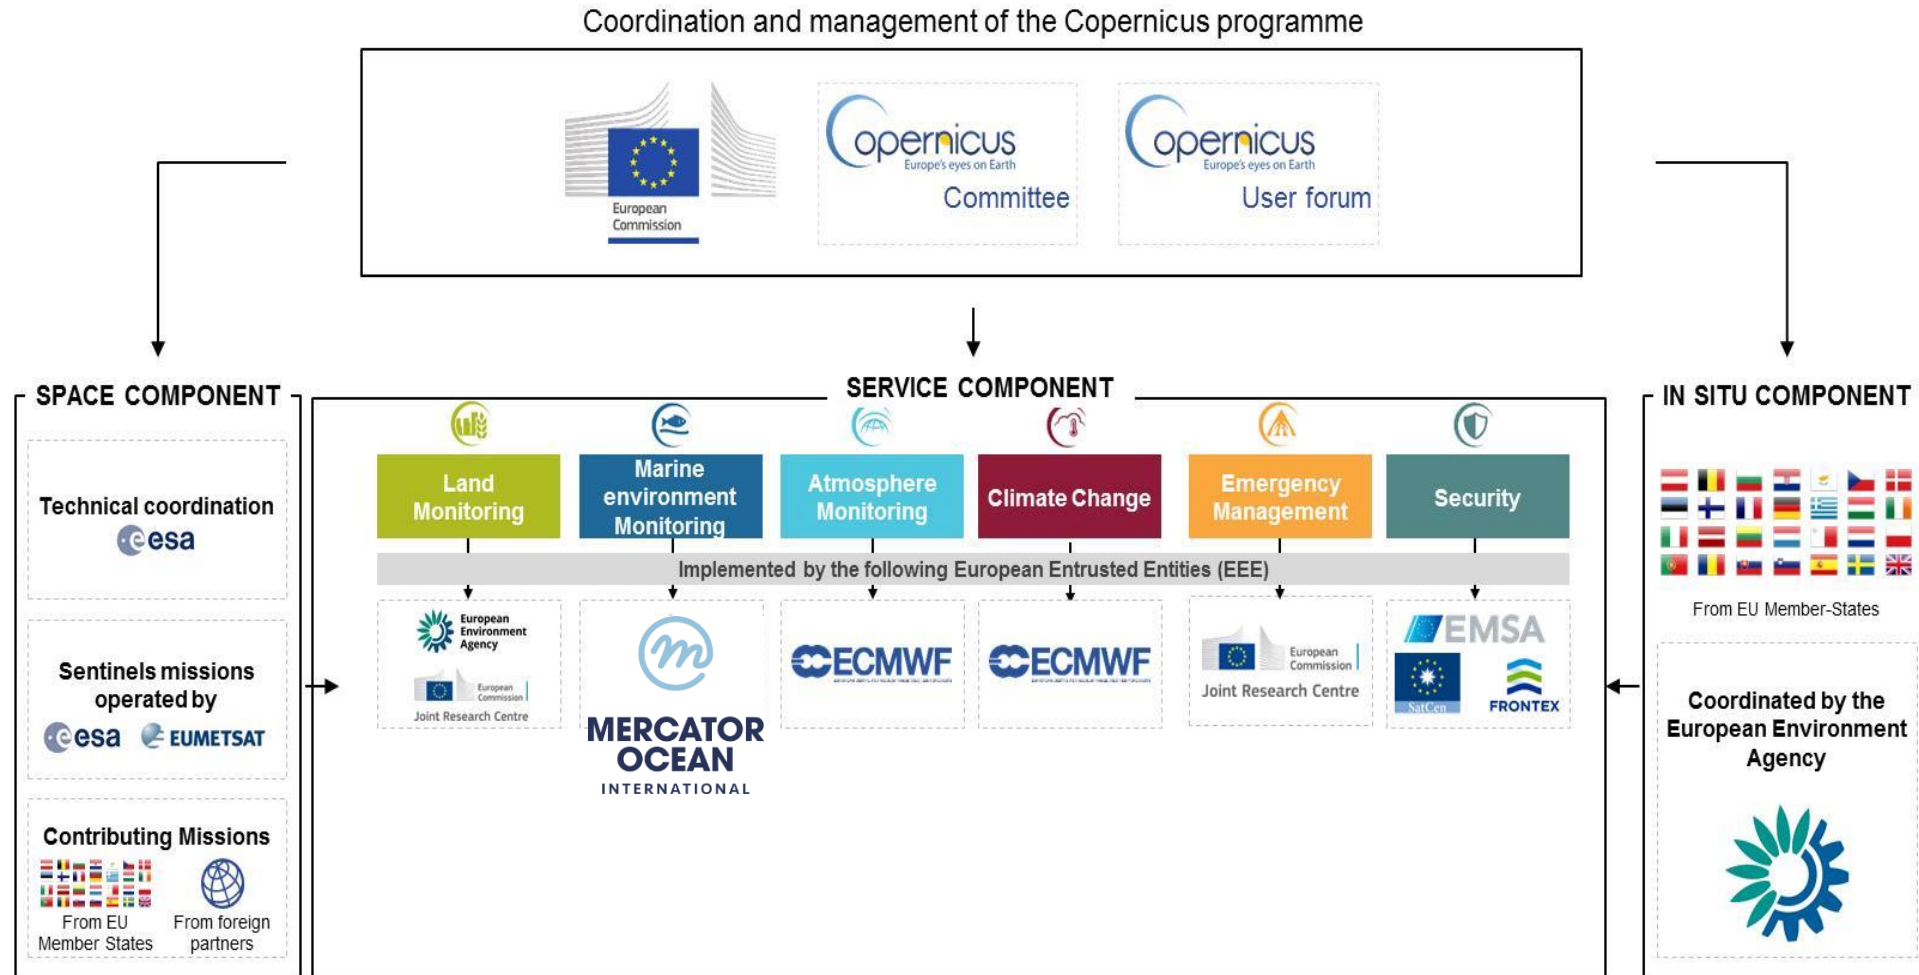 Coordination and management of the Copernicus programme
European
Commission
Copernicus
Europe's eyes on Earth
Committee
Copernicus
Europe's eyes on Earth
User forum
SPACE COMPONENT
Technical coordination
esa
Sentinels missions
operated by
esa
EUMETSAT
Contributing Missions
From EU
Member States
From foreign
partners
SERVICE COMPONENT
Land
Monitoring
Marine
environment
Monitoring
Atmosphere
Monitoring
Climate Change
Emergency
Management
Security
Implemented by the following European Entrusted Entities (EEE)
European
Environment
Agency
European
Commission
Joint Research Centre
m
MERCATOR
OCEAN
INTERNATIONAL
ECMWF
ECMWF
European
Commission
Joint Research Centre
EMSA
SatCen
FRONTEX
IN SITU COMPONENT
From EU Member-States
Coordinated by the
European Environment
Agency